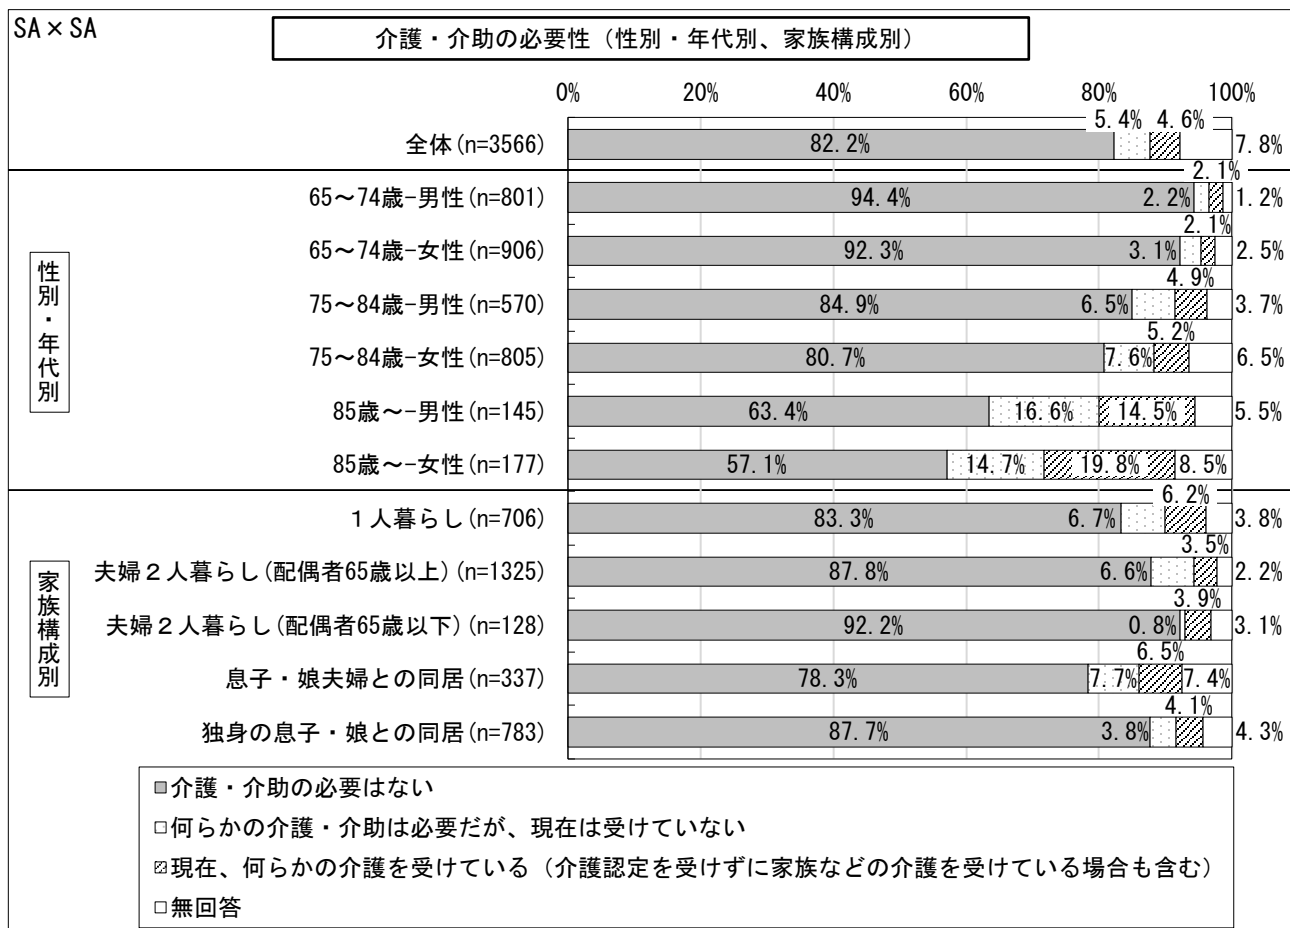 SA×SA
介護・介助の必要性（性別・年代別、家族構成別）
0% 20% 40% 60% 80% 100%
5.4% 4.6%
全体(n=3566) 82.2% 7.8%
2.1%
65～74歳-男性(n=801) 94.4% 2.2% 1.2%
2.1%
65～74歳-女性(n=906) 92.3% 3.1% 2.5%
4.9%
75～84歳-男性(n=570) 84.9% 6.5% 3.7%
5.2%
75～84歳-女性(n=805) 80.7% 7.6% 6.5%
85歳～-男性(n=145) 63.4% 16.6% 14.5% 5.5%
85歳～-女性(n=177) 57.1% 14.7% 19.8% 8.5%
性別・年代別
6.2%
１人暮らし(n=706) 83.3% 6.7% 3.8%
3.5%
夫婦２人暮らし(配偶者65歳以上)(n=1325) 87.8% 6.6% 2.2%
3.9%
夫婦２人暮らし(配偶者65歳以下)(n=128) 92.2% 0.8% 3.1%
6.5%
息子・娘夫婦との同居(n=337) 78.3% 7.7% 7.4%
4.1%
独身の息子・娘との同居(n=783) 87.7% 3.8% 4.3%
家族構成別
介護・介助の必要はない
何らかの介護・介助は必要だが、現在は受けていない
現在、何らかの介護を受けている（介護認定を受けずに家族などの介護を受けている場合も含む）
無回答